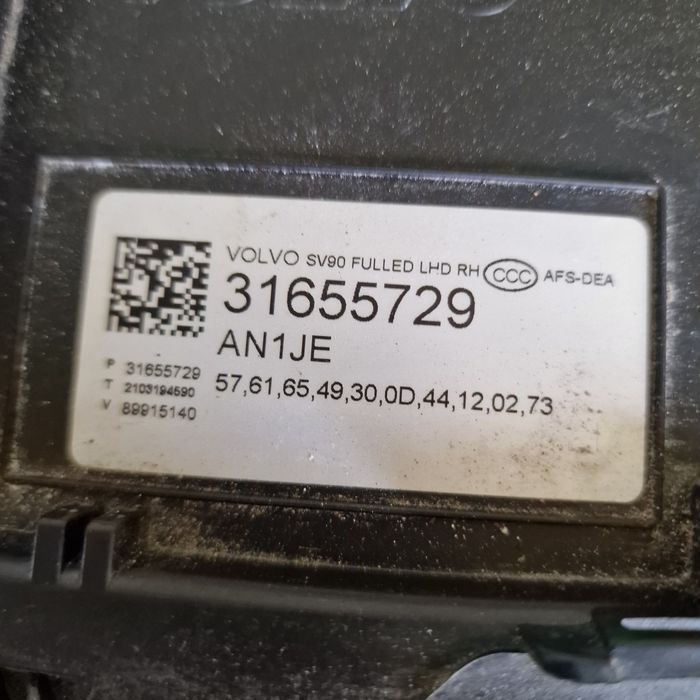 VOLVO SV90 FULLED LHD RH CCC AFS-DEA
31655729
AN1JE
P 31655729
T 2103194590
V 89915140
57,61,65,49,30,0D,44,12,02,73